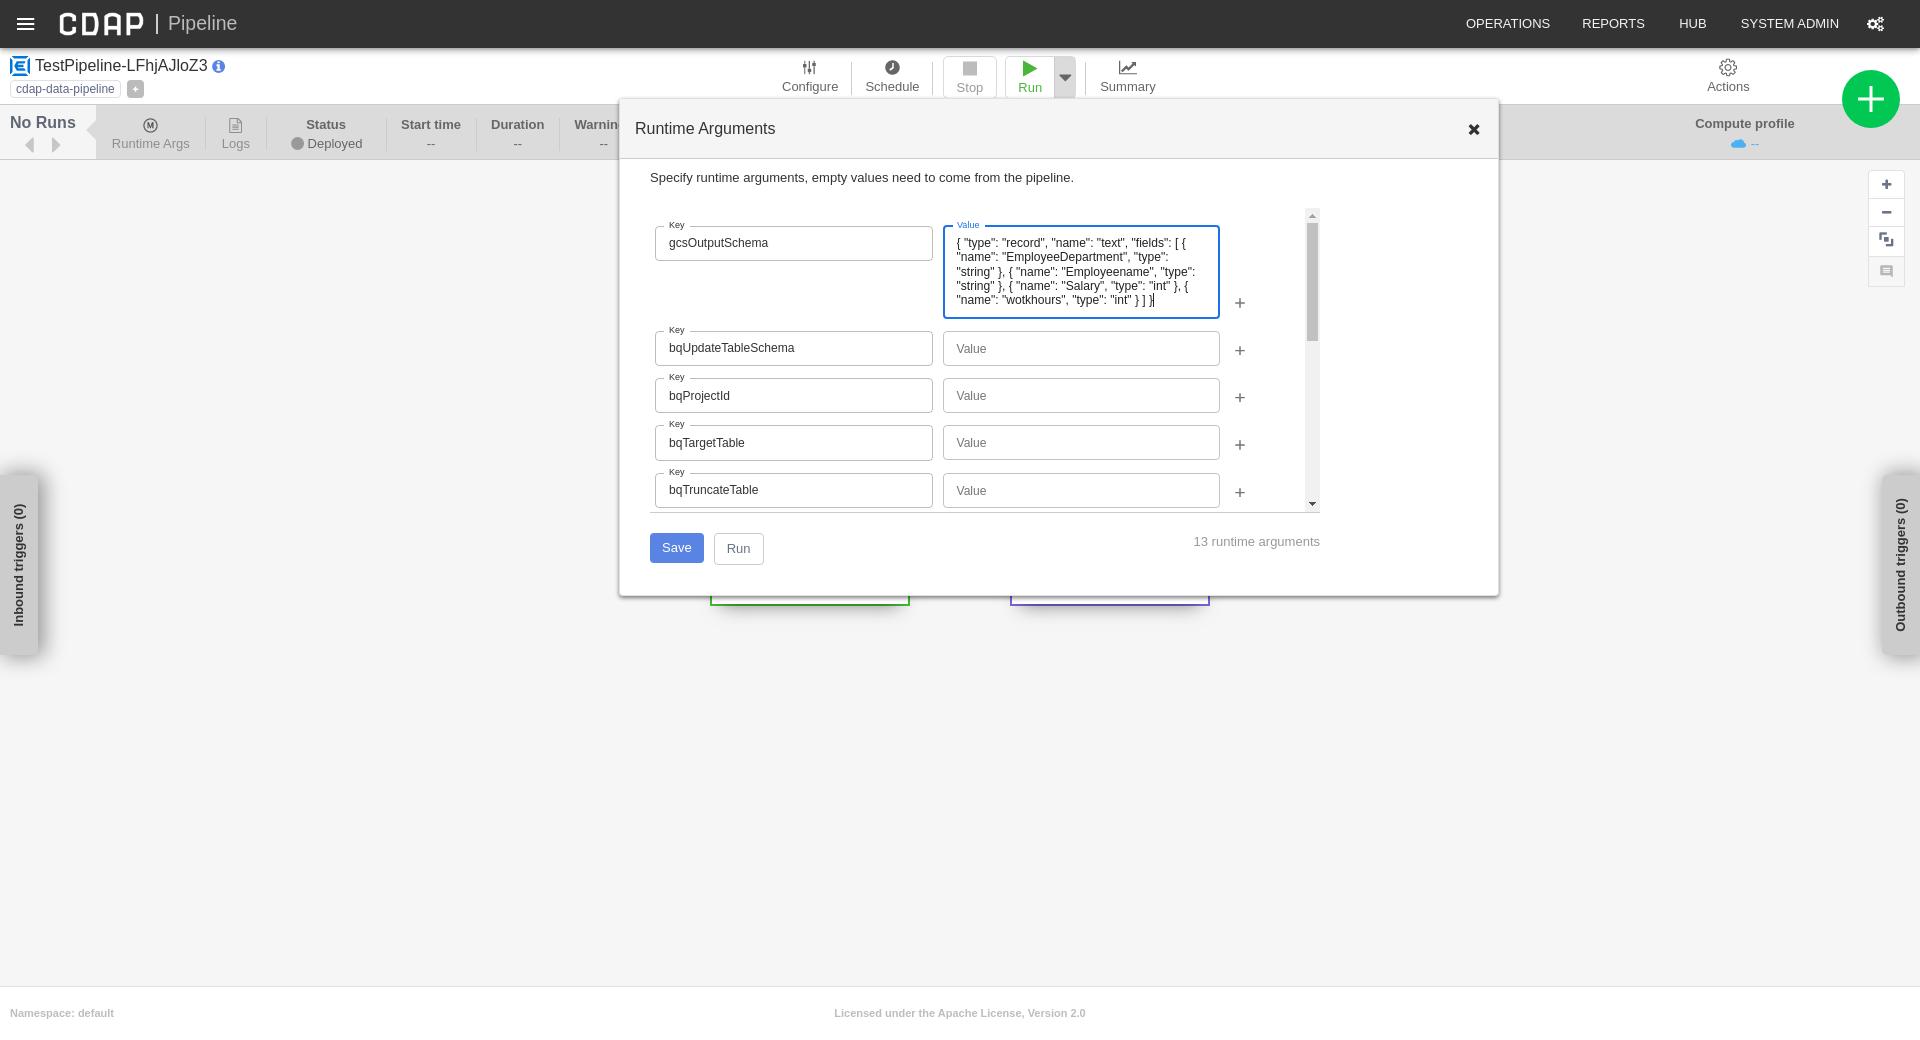 CDAP | Pipeline
OPERATIONS REPORTS HUB SYSTEM ADMIN
TestPipeline-LFhjAJloZ3
cdap-data-pipeline
+
Configure
Schedule
Stop
Run
Summary
Actions
No Runs
M
Runtime Args
Logs
Status
Deployed
Start time
--
Duration
--
Warnin
--
Compute profile
--
Runtime Arguments
Specify runtime arguments, empty values need to come from the pipeline.
Key
gcsOutputSchema
Value
{ "type": "record", "name": "text", "fields": [ {
"name": "EmployeeDepartment", "type":
"string" }, { "name": "Employeename", "type":
"string" }, { "name": "Salary", "type": "int" }, {
"name": "wotkhours", "type": "int" } ] }
Key
bqUpdateTableSchema
Value
Key
bqProjectId
Value
Key
bqTargetTable
Value
Key
bqTruncateTable
Value
Save
Run
13 runtime arguments
Inbound triggers (0)
Outbound triggers (0)
Namespace: default
Licensed under the Apache License, Version 2.0